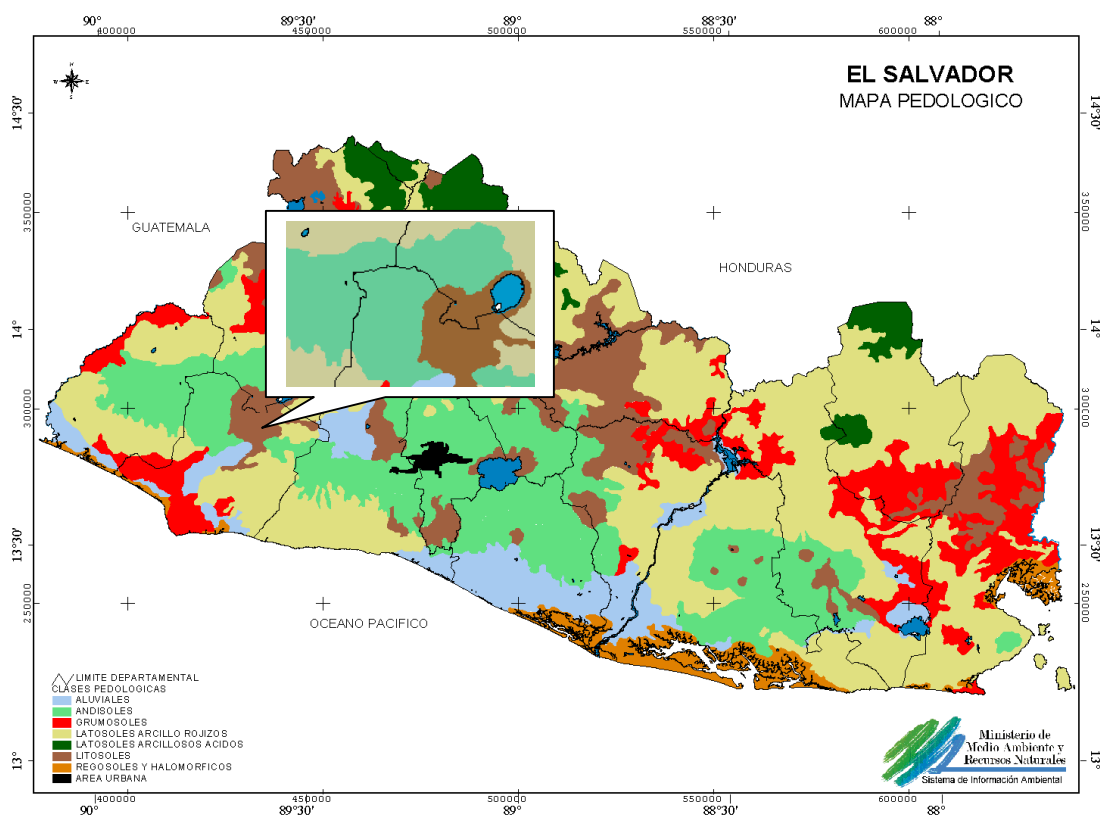 90° 89°30' 89° 88°30' 88°
400000 450000 500000 550000 600000
N
W E
S
EL SALVADOR
MAPA PEDOLOGICO
14°30' 14°30'
350000 350000
GUATEMALA
HONDURAS
14° 14°
300000 300000
13°30' 13°30'
250000 250000
OCEANO PACIFICO
LIMITE DEPARTAMENTAL
CLASES PEDOLOGICAS
ALUVIALES
ANDISOLES
GRUMOSOLES
LATOSOLES ARCILLO ROJIZOS
LATOSOLES ARCILLOSOS ACIDOS
LITOSOLES
REGOSOLES Y HALOMORFICOS
AREA URBANA
Ministerio de
Medio Ambiente y
Recursos Naturales
Sistema de Información Ambiental
13° 13°
400000 450000 500000 550000 600000
90° 89°30' 89° 88°30' 88°